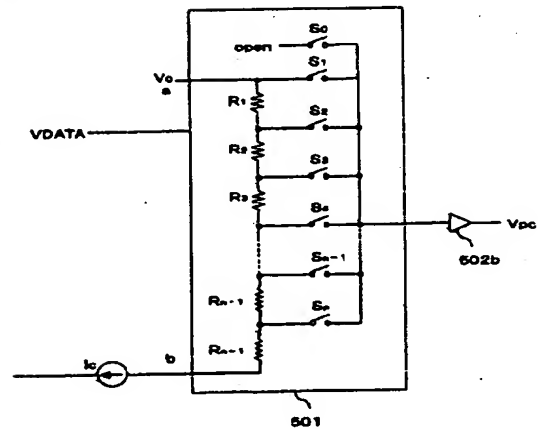 S0
open
S1
Vo
a
R1
S2
VDATA
R2
S3
R3
S4
Vpc
502b
Sn-1
Rn-1
Sn
Rn-1
Ic
b
501